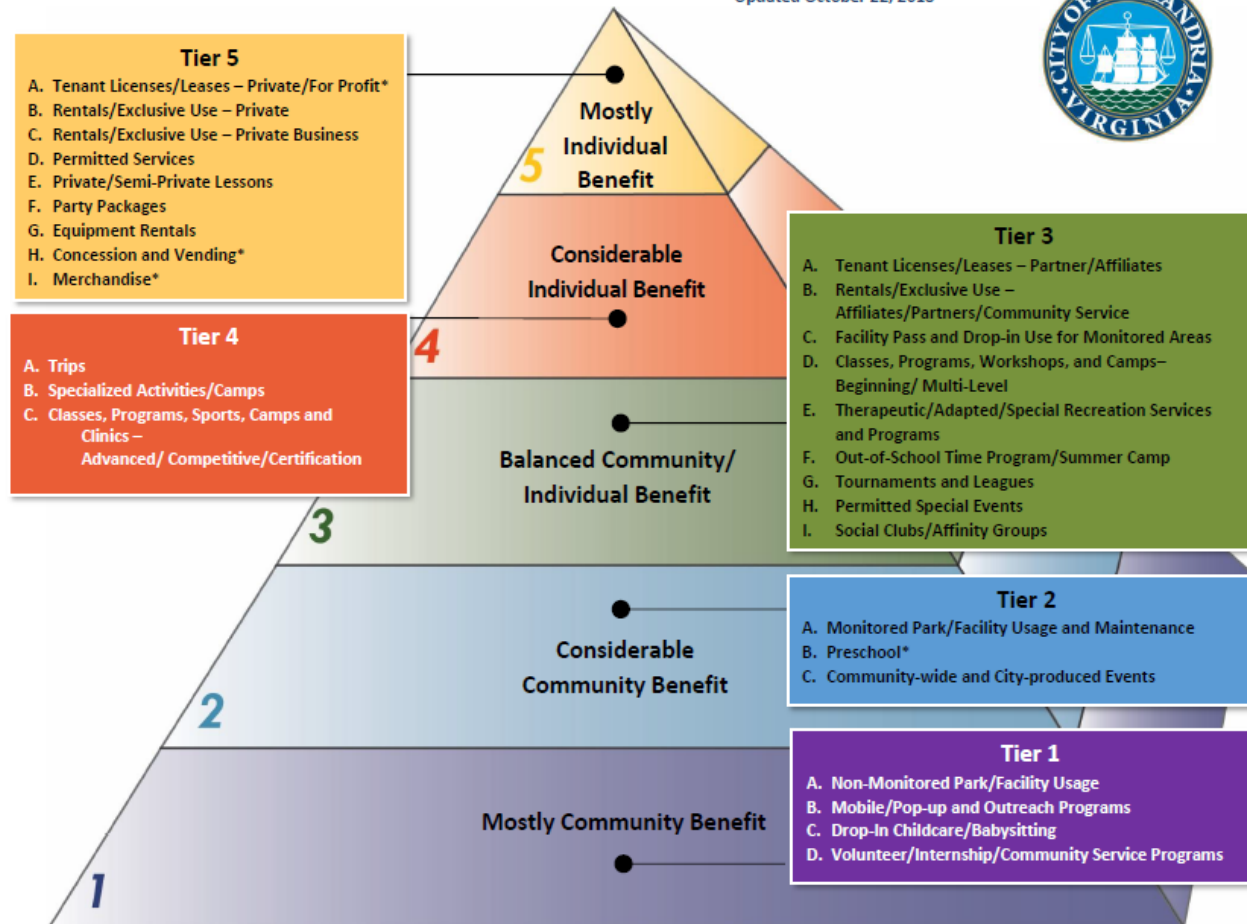 Updated October 22, 2018
CITY OF ALEXANDRIA
VIRGINIA
Tier 5
A. Tenant Licenses/Leases – Private/For Profit*
B. Rentals/Exclusive Use – Private
C. Rentals/Exclusive Use – Private Business
D. Permitted Services
E. Private/Semi-Private Lessons
F. Party Packages
G. Equipment Rentals
H. Concession and Vending*
I. Merchandise*
Mostly
Individual
Benefit
5
Tier 4
A. Trips
B. Specialized Activities/Camps
C. Classes, Programs, Sports, Camps and
Clinics –
Advanced/ Competitive/Certification
Considerable
Individual Benefit
4
Tier 3
A. Tenant Licenses/Leases – Partner/Affiliates
B. Rentals/Exclusive Use –
Affiliates/Partners/Community Service
C. Facility Pass and Drop-in Use for Monitored Areas
D. Classes, Programs, Workshops, and Camps–
Beginning/ Multi-Level
E. Therapeutic/Adapted/Special Recreation Services
and Programs
F. Out-of-School Time Program/Summer Camp
G. Tournaments and Leagues
H. Permitted Special Events
I. Social Clubs/Affinity Groups
Balanced Community/
Individual Benefit
3
Tier 2
A. Monitored Park/Facility Usage and Maintenance
B. Preschool*
C. Community-wide and City-produced Events
Considerable
Community Benefit
2
Tier 1
A. Non-Monitored Park/Facility Usage
B. Mobile/Pop-up and Outreach Programs
C. Drop-In Childcare/Babysitting
D. Volunteer/Internship/Community Service Programs
Mostly Community Benefit
1